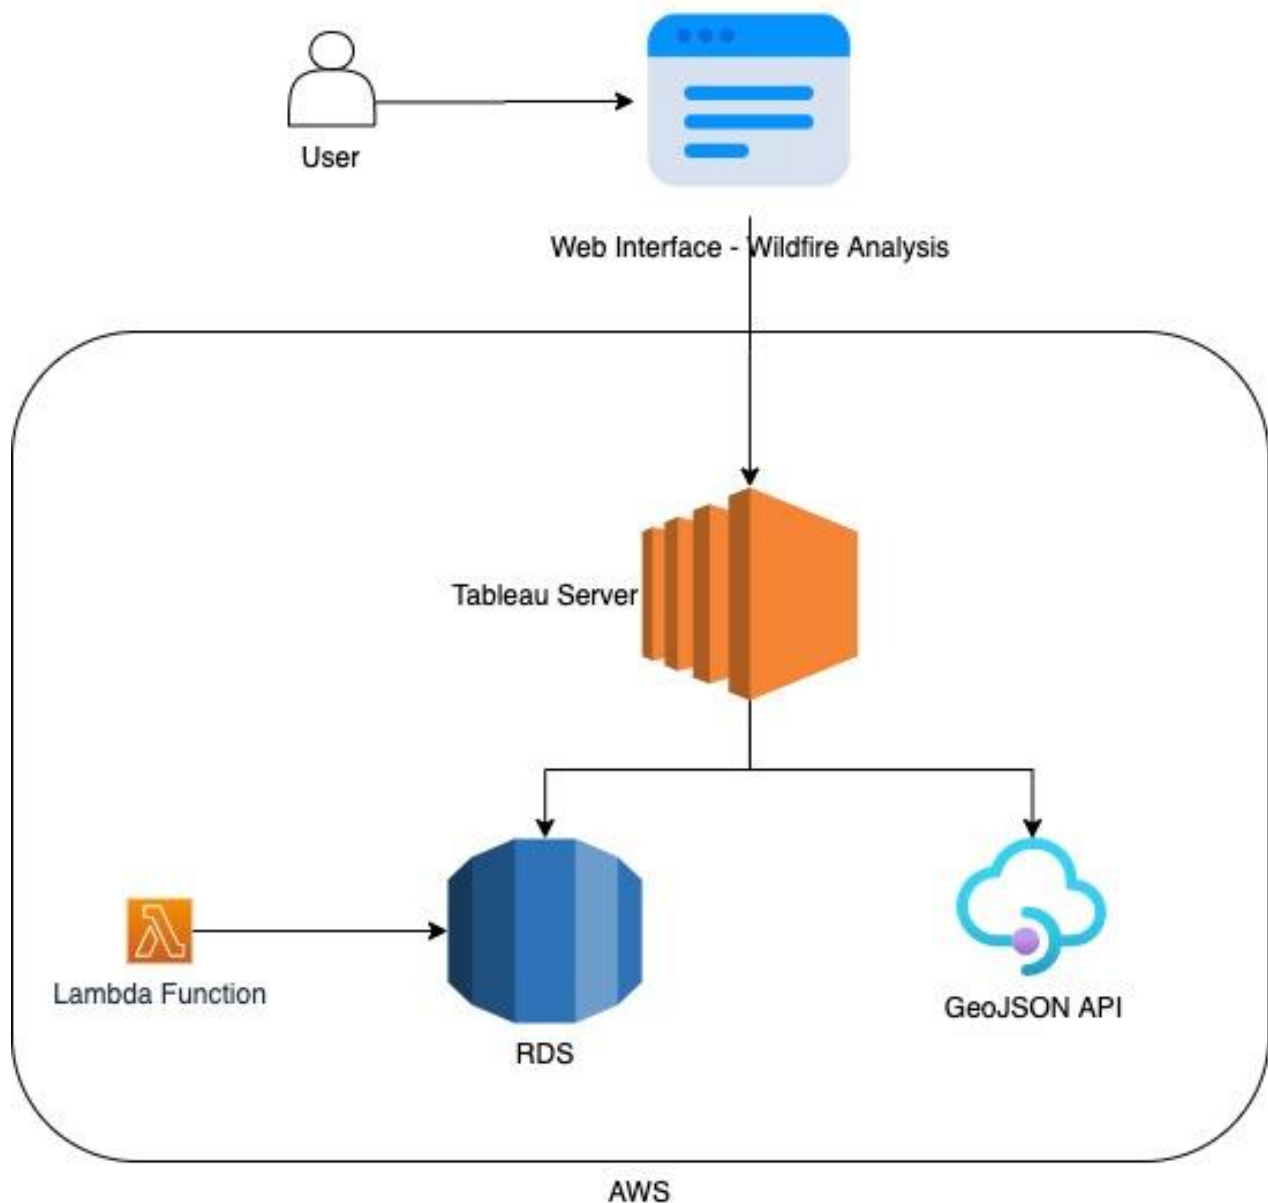 User
Web Interface - Wildfire Analysis
Tableau Server
Lambda Function
RDS
GeoJSON API
AWS